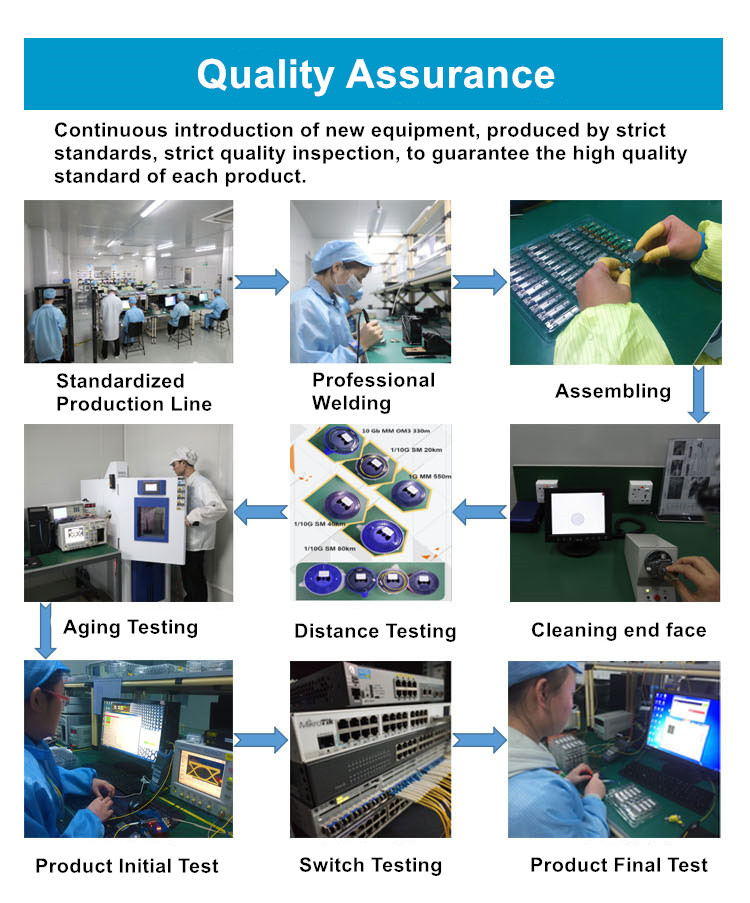 Quality Assurance
Continuous introduction of new equipment, produced by strict
standards, strict quality inspection, to guarantee the high quality
standard of each product.
Standardized
Production Line
Professional
Welding
Assembling
10 Gb MM OM3 330m
1/10G SM 20km
1G MM 550m
1/10G SM 40km
1/10G SM 80km
Aging Testing
Distance Testing
Cleaning end face
MikroTik
Product Initial Test
Switch Testing
Product Final Test